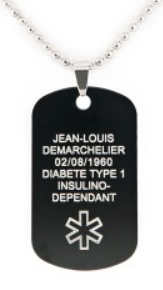 JEAN-LOUIS
DEMARCHELIER
02/08/1960
DIABETE TYPE 1
INSULINO-
DEPENDANT